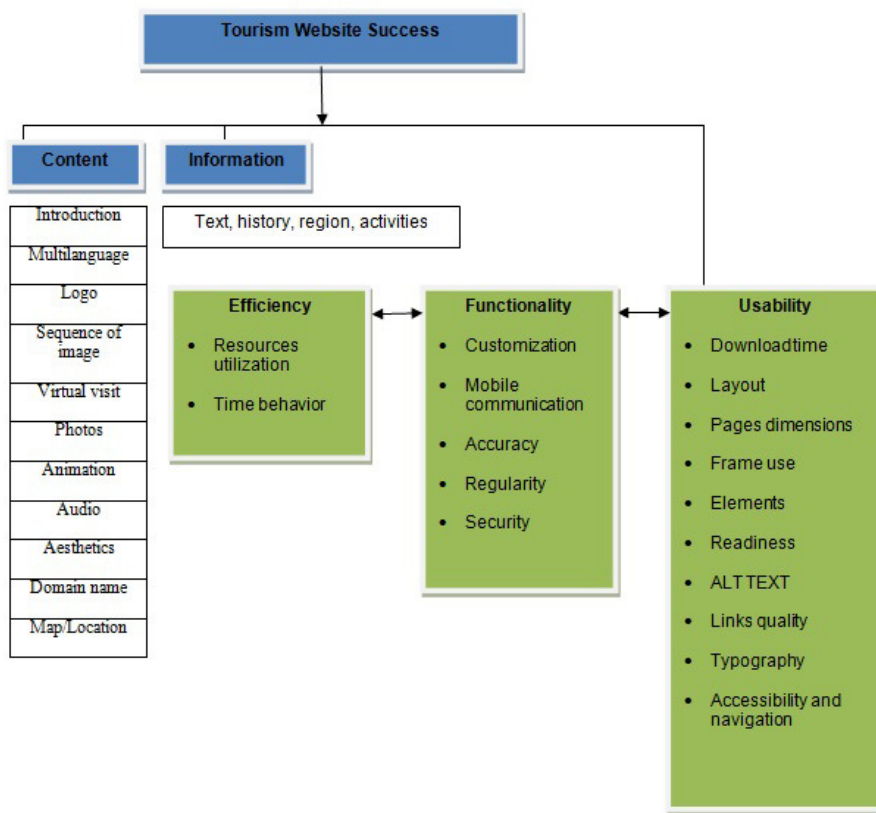 Tourism Website Success
Content
Information
Introduction
Multilanguage
Logo
Sequence of
image
Virtual visit
Photos
Animation
Audio
Aesthetics
Domain name
Map/Location
Text, history, region, activities
Efficiency
• Resources
utilization
• Time behavior
Functionality
• Customization
• Mobile
communication
• Accuracy
• Regularity
• Security
Usability
• Download time
• Layout
• Pages dimensions
• Frame use
• Elements
• Readiness
• ALT TEXT
• Links quality
• Typography
• Accessibility and
navigation